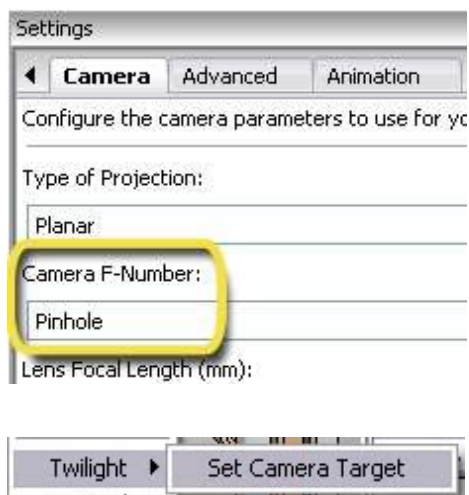 Settings
Camera Advanced Animation
Configure the camera parameters to use for yo
Type of Projection:
Planar
Camera F-Number:
Pinhole
Lens Focal Length (mm):
Twilight Set Camera Target